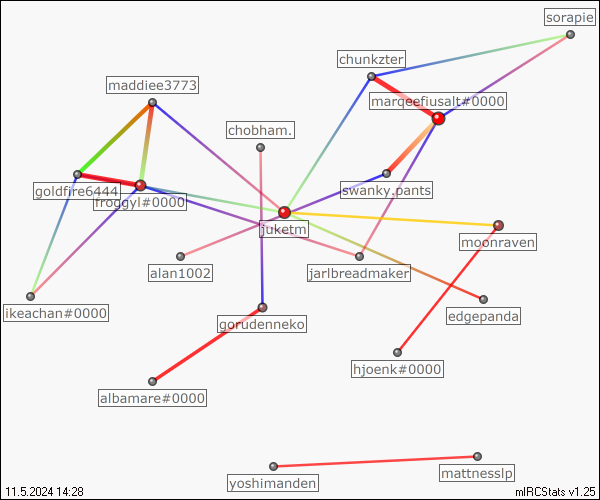 sorapie
chunkzter
maddiee3773
marqeefiusalt#0000
chobham.
goldfire6444
swanky.pants
froggyl#0000
juketm
moonraven
alan1002
jarlbreadmaker
ikeachan#0000
gorudenneko
edgepanda
hjoenk#0000
albamare#0000
mattnesslp
yoshimanden
11.5.2024 14:28
mIRCStats v1.25